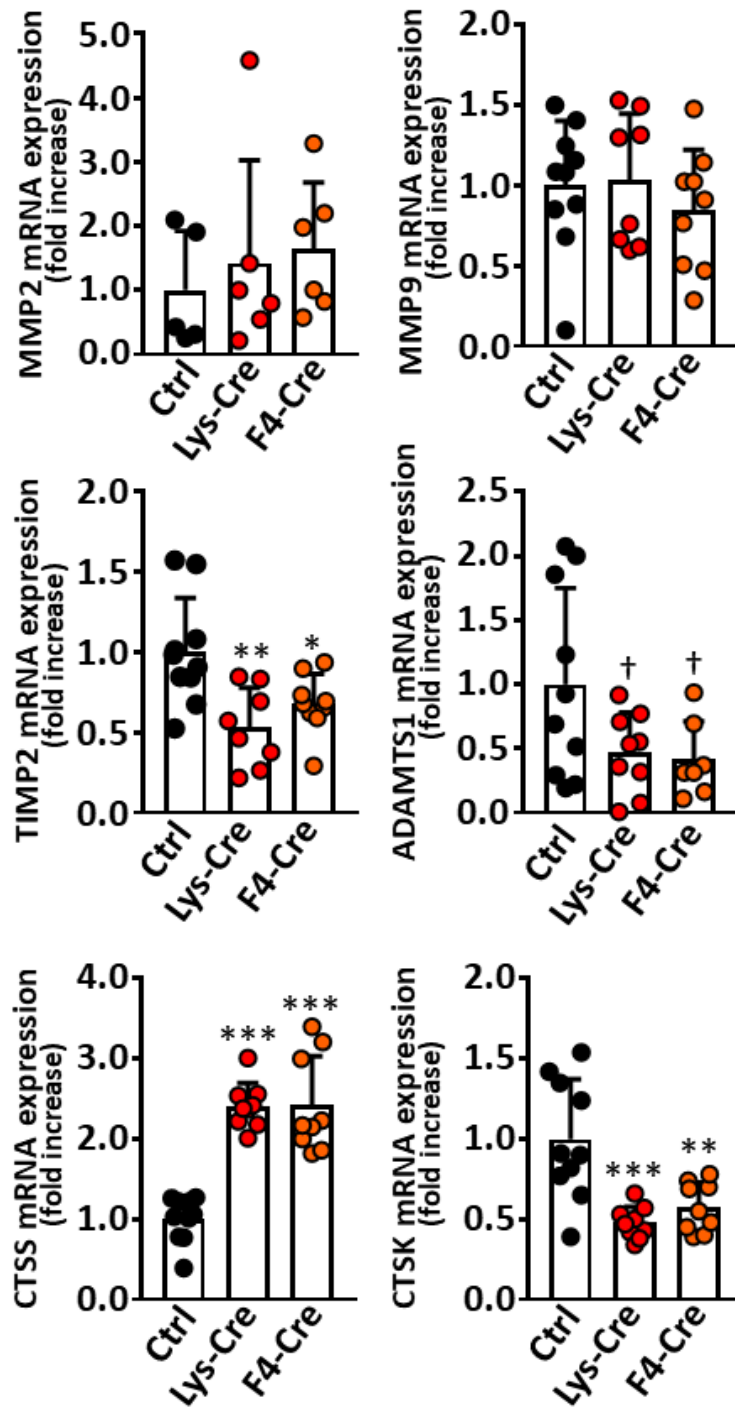 MMP2 mRNA expression
(fold increase)
5.0
4.0
3.0
2.0
1.0
0.0
Ctrl
Lys-Cre
F4-Cre
MMP9 mRNA expression
(fold increase)
2.0
1.5
1.0
0.5
0.0
Ctrl
Lys-Cre
F4-Cre
TIMP2 mRNA expression
(fold increase)
2.0
1.5
1.0
0.5
0.0
**
*
Ctrl
Lys-Cre
F4-Cre
ADAMTS1 mRNA expression
(fold increase)
2.5
2.0
1.5
1.0
0.5
0.0
†
†
Ctrl
Lys-Cre
F4-Cre
CTSS mRNA expression
(fold increase)
4.0
3.0
2.0
1.0
0.0
***
***
Ctrl
Lys-Cre
F4-Cre
CTSK mRNA expression
(fold increase)
2.0
1.5
1.0
0.5
0.0
***
**
Ctrl
Lys-Cre
F4-Cre